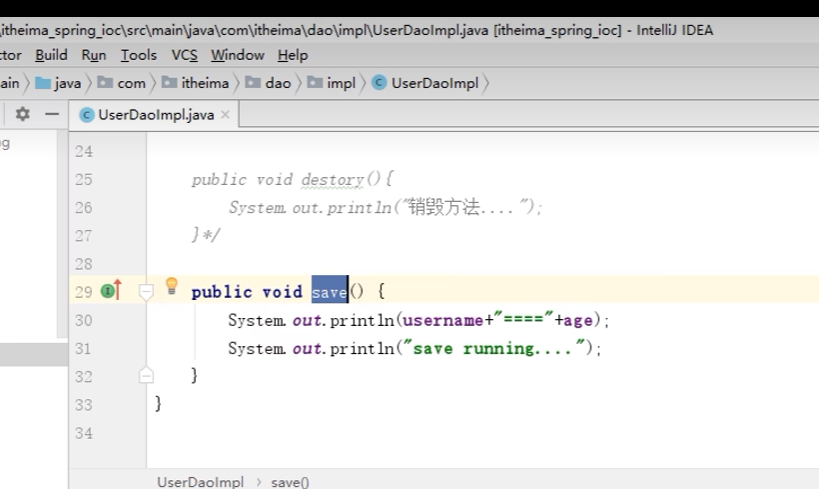 \itheima_spring_ioc\src\main\java\com\itheima\dao\impl\UserDaoImpl.java [itheima_spring_ioc] - IntelliJ IDEA
ctor Build Run Tools VCS Window Help
ain java com itheima dao impl UserDaoImpl
UserDaoImpl.java
g
24
25 public void destory(){
26 System.out.println("销毁方法....");
27 }*/
28
29 public void save() {
30 System.out.println(username+"===="+age);
31 System.out.println("save running....");
32 }
33 }
34
UserDaoImpl > save()